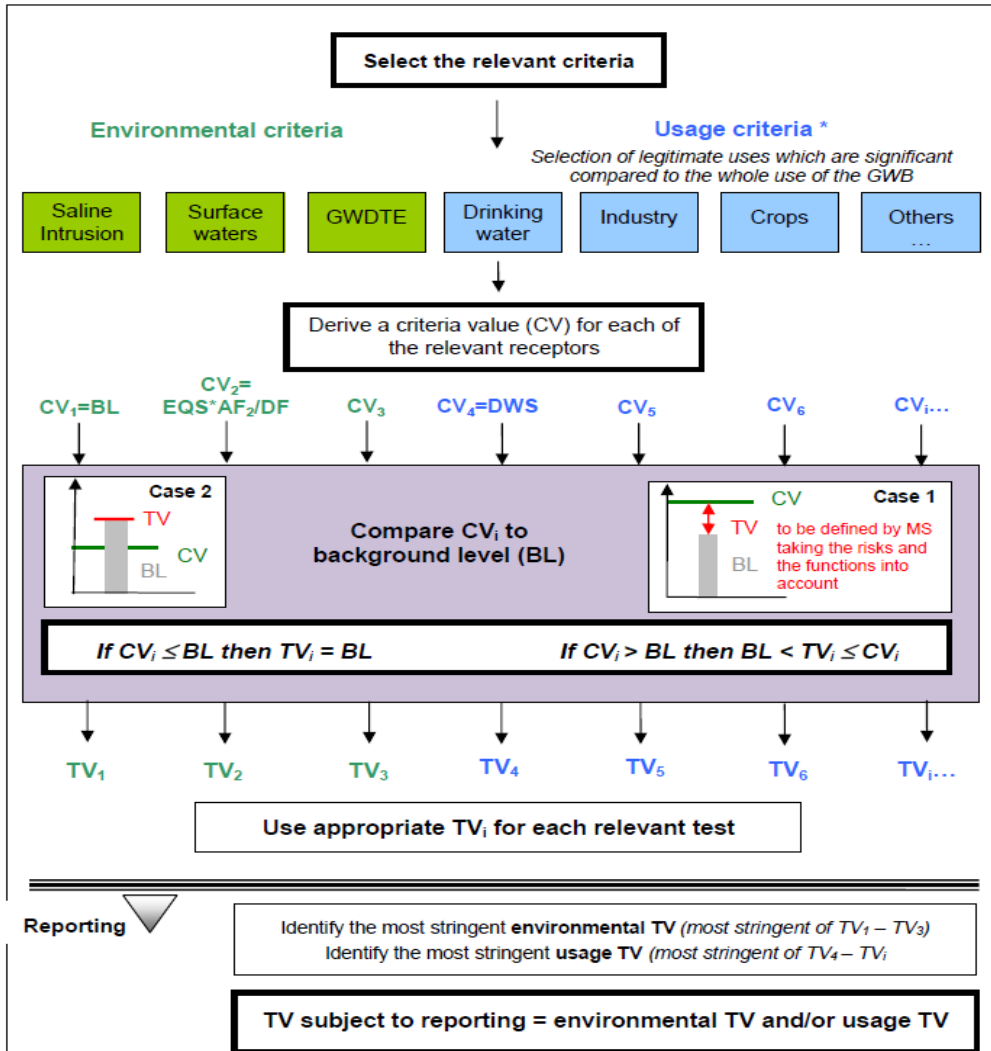 Select the relevant criteria
Environmental criteria
Usage criteria *
Selection of legitimate uses which are significant
compared to the whole use of the GWB
Saline
Intrusion
Surface
waters
GWDTE
Drinking
water
Industry
Crops
Others
...
Derive a criteria value (CV) for each of
the relevant receptors
CV₁=BL
CV₂=
EQS*AF₂/DF
CV₃
CV₄=DWS
CV₅
CV₆
CVᵢ...
Case 2
TV
CV
BL
Compare CVᵢ to
background level (BL)
Case 1
CV
TV
BL
to be defined by MS
taking the risks and
the functions into
account
If CVᵢ ≤ BL then TVᵢ = BL
If CVᵢ > BL then BL < TVᵢ ≤ CVᵢ
TV₁
TV₂
TV₃
TV₄
TV₅
TV₆
TVᵢ...
Use appropriate TVᵢ for each relevant test
Reporting
Identify the most stringent environmental TV (most stringent of TV₁ – TV₃)
Identify the most stringent usage TV (most stringent of TV₄ – TVᵢ
TV subject to reporting = environmental TV and/or usage TV